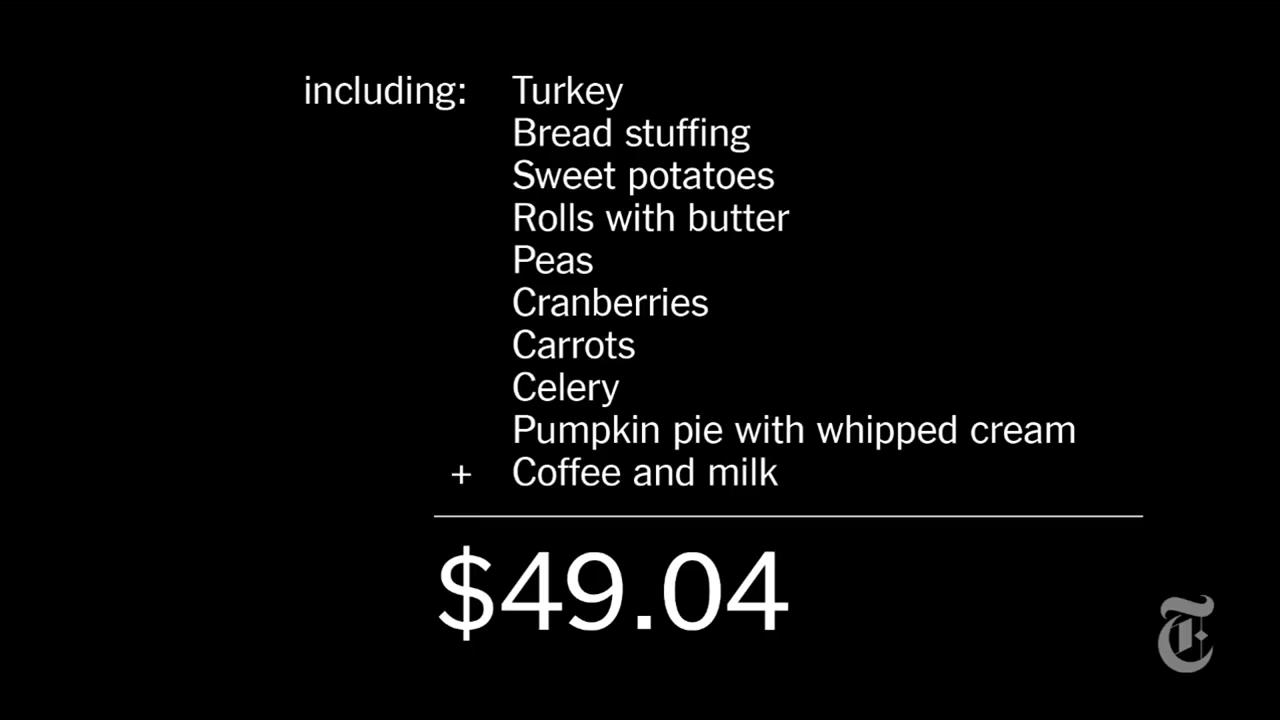 including: Turkey
Bread stuffing
Sweet potatoes
Rolls with butter
Peas
Cranberries
Carrots
Celery
Pumpkin pie with whipped cream
+ Coffee and milk
$49.04
T